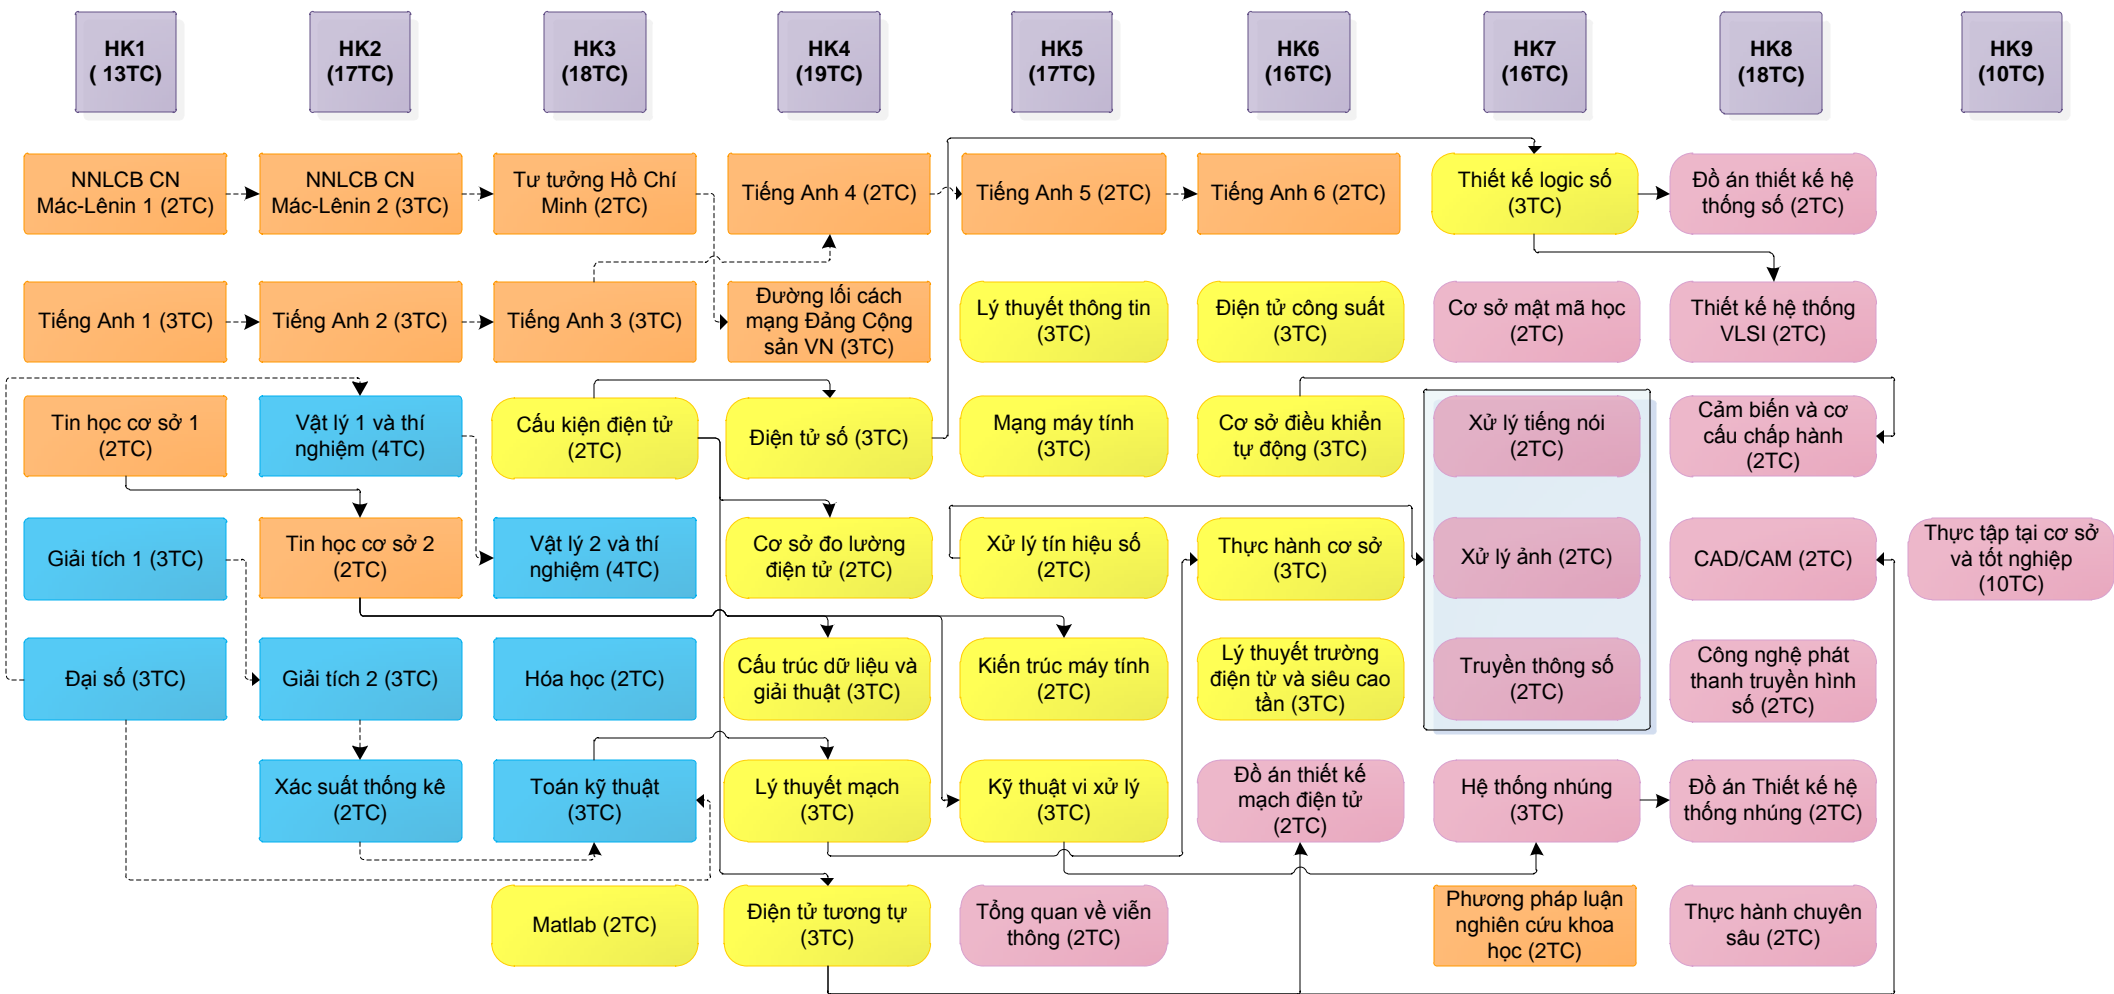 HK1
( 13TC)
HK2
(17TC)
HK3
(18TC)
HK4
(19TC)
HK5
(17TC)
HK6
(16TC)
HK7
(16TC)
HK8
(18TC)
HK9
(10TC)
NNLCB CN
Mác-Lênin 1 (2TC)
NNLCB CN
Mác-Lênin 2 (3TC)
Tư tưởng Hồ Chí
Minh (2TC)
Tiếng Anh 4 (2TC)
Tiếng Anh 5 (2TC)
Tiếng Anh 6 (2TC)
Thiết kế logic số
(3TC)
Đồ án thiết kế hệ
thống số (2TC)
Tiếng Anh 1 (3TC)
Tiếng Anh 2 (3TC)
Tiếng Anh 3 (3TC)
Đường lối cách
mạng Đảng Cộng
sản VN (3TC)
Lý thuyết thông tin
(3TC)
Điện tử công suất
(3TC)
Cơ sở mật mã học
(2TC)
Thiết kế hệ thống
VLSI (2TC)
Tin học cơ sở 1
(2TC)
Vật lý 1 và thí
nghiệm (4TC)
Cấu kiện điện tử
(2TC)
Điện tử số (3TC)
Mạng máy tính
(3TC)
Cơ sở điều khiển
tự động (3TC)
Xử lý tiếng nói
(2TC)
Cảm biến và cơ
cấu chấp hành
(2TC)
Giải tích 1 (3TC)
Tin học cơ sở 2
(2TC)
Vật lý 2 và thí
nghiệm (4TC)
Cơ sở đo lường
điện tử (2TC)
Xử lý tín hiệu số
(2TC)
Thực hành cơ sở
(3TC)
Xử lý ảnh (2TC)
CAD/CAM (2TC)
Thực tập tại cơ sở
và tốt nghiệp
(10TC)
Đại số (3TC)
Giải tích 2 (3TC)
Hóa học (2TC)
Cấu trúc dữ liệu và
giải thuật (3TC)
Kiến trúc máy tính
(2TC)
Lý thuyết trường
điện từ và siêu cao
tần (3TC)
Truyền thông số
(2TC)
Công nghệ phát
thanh truyền hình
số (2TC)
Xác suất thống kê
(2TC)
Toán kỹ thuật
(3TC)
Lý thuyết mạch
(3TC)
Kỹ thuật vi xử lý
(3TC)
Đồ án thiết kế
mạch điện tử
(2TC)
Hệ thống nhúng
(3TC)
Đồ án Thiết kế hệ
thống nhúng (2TC)
Matlab (2TC)
Điện tử tương tự
(3TC)
Tổng quan về viễn
thông (2TC)
Phương pháp luận
nghiên cứu khoa
học (2TC)
Thực hành chuyên
sâu (2TC)